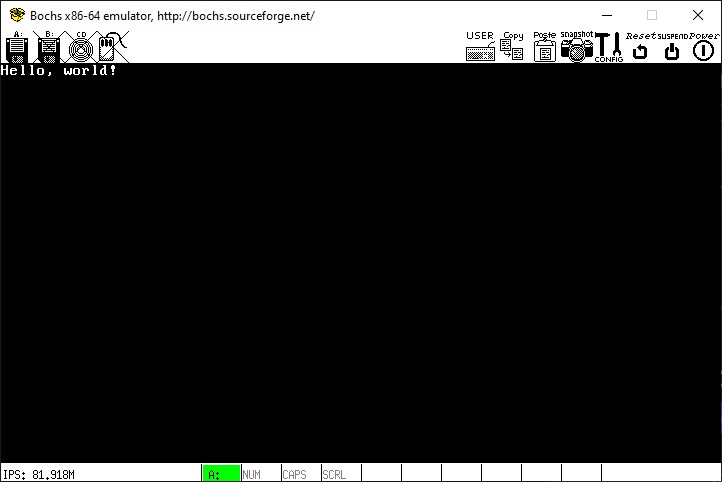 Bochs x86-64 emulator, http://bochs.sourceforge.net/
A: B: CD USER Copy Paste snapshot CONFIG Reset SUSPEND Power
Hello, world!
IPS: 81.918M A: NUM CAPS SCRL